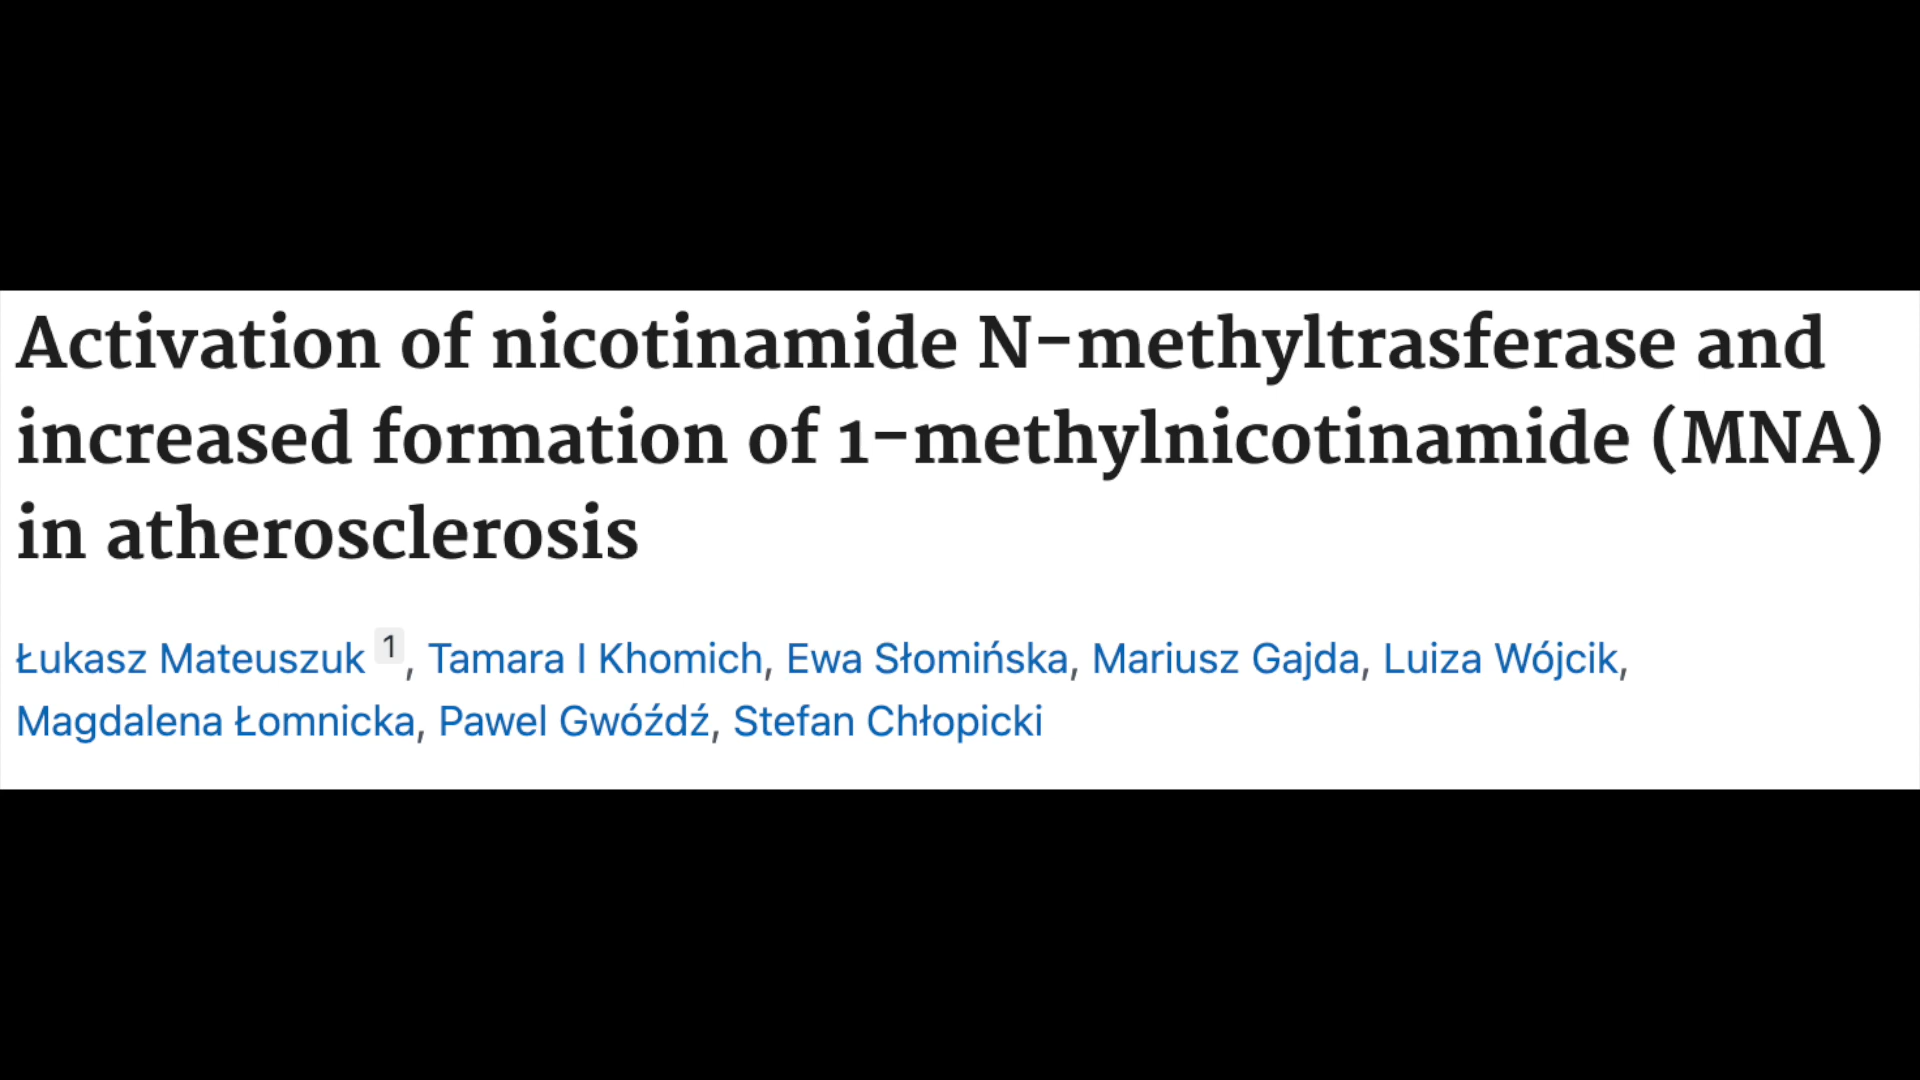 Activation of nicotinamide N-methyltrasferase and
increased formation of 1-methylnicotinamide (MNA)
in atherosclerosis
Łukasz Mateuszuk 1, Tamara I Khomich, Ewa Słomińska, Mariusz Gajda, Luiza Wójcik,
Magdalena Łomnicka, Pawel Gwóźdź, Stefan Chłopicki